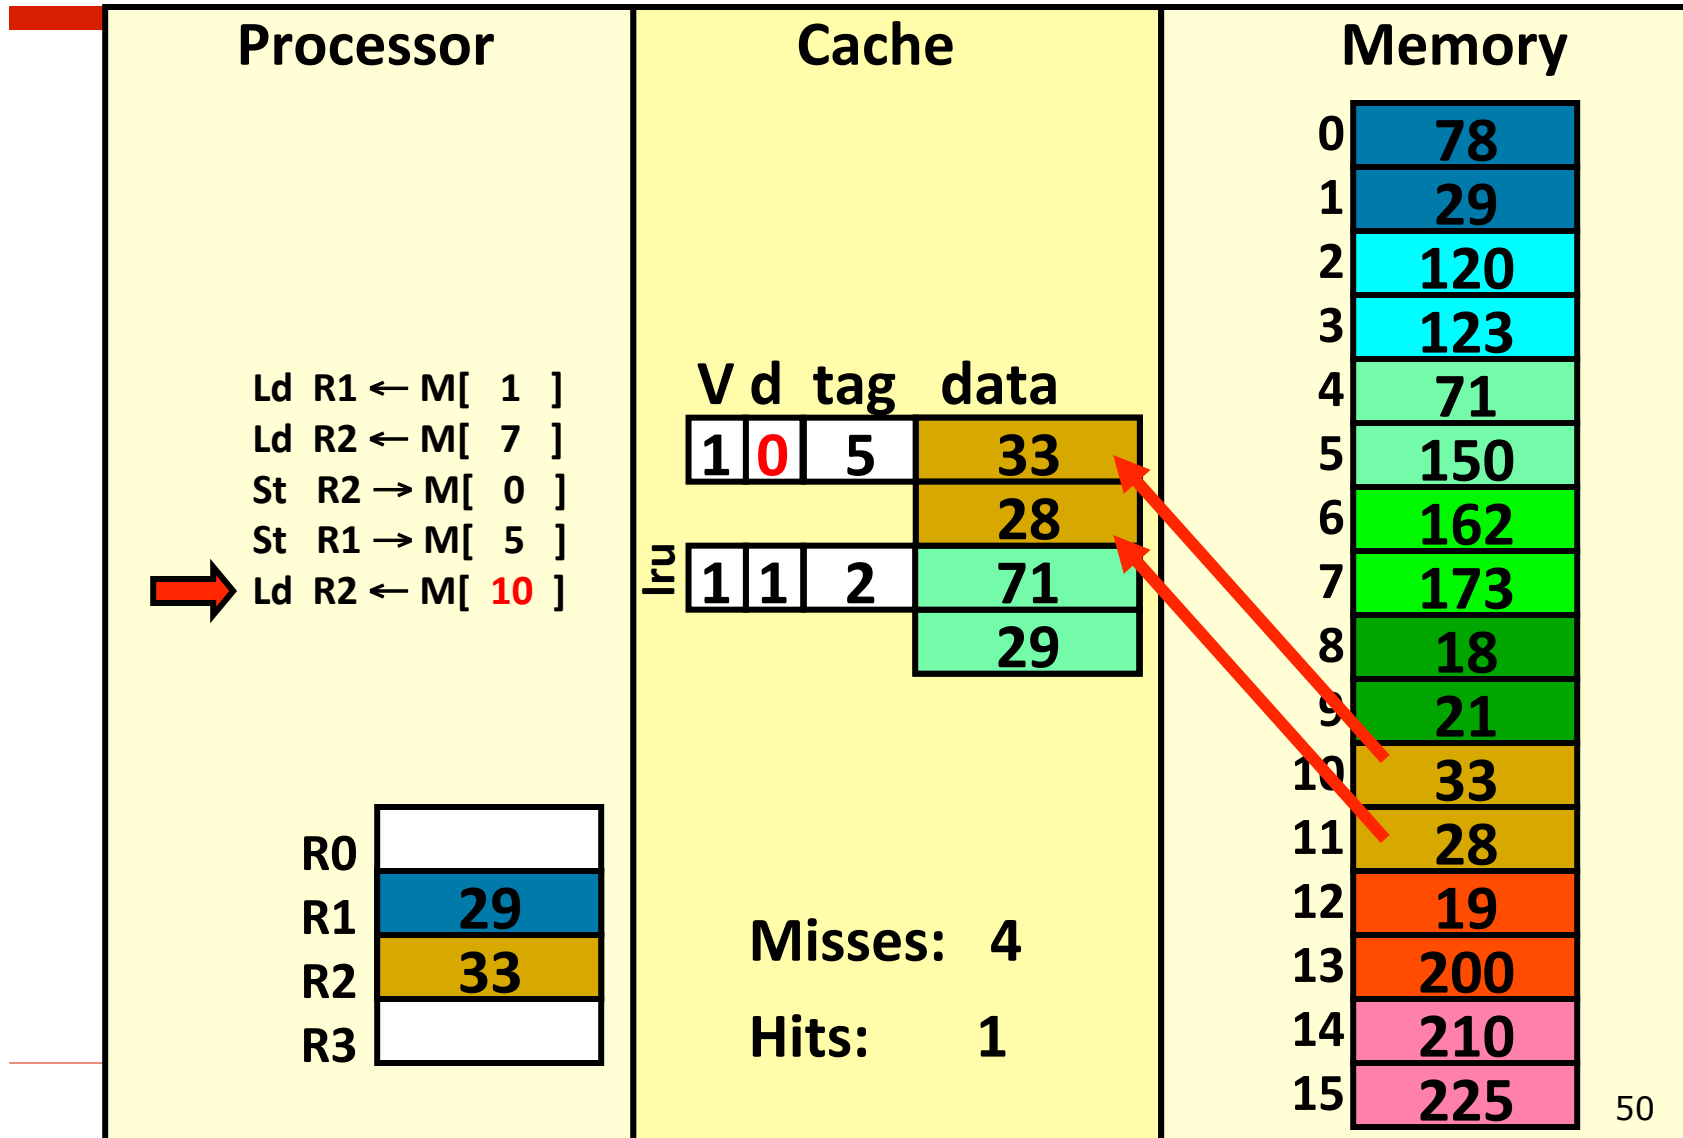 Processor
Cache
Memory
Ld R1 ← M[ 1 ]
Ld R2 ← M[ 7 ]
St R2 → M[ 0 ]
St R1 → M[ 5 ]
Ld R2 ← M[ 10 ]
R0
R1 29
R2 33
R3
V d tag data
1 0 5 33
28
lru 1 1 2 71
29
Misses: 4
Hits: 1
0 78
1 29
2 120
3 123
4 71
5 150
6 162
7 173
8 18
9 21
10 33
11 28
12 19
13 200
14 210
15 225
50